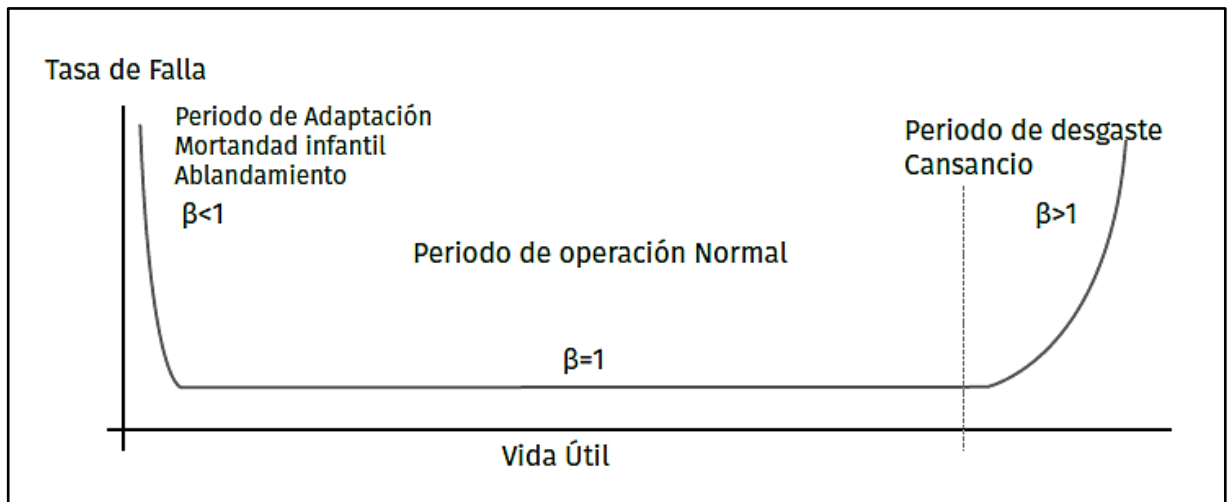 Tasa de Falla
Periodo de Adaptación
Mortandad infantil
Ablandamiento
β<1
Periodo de desgaste
Cansancio
β>1
Periodo de operación Normal
β=1
Vida Útil